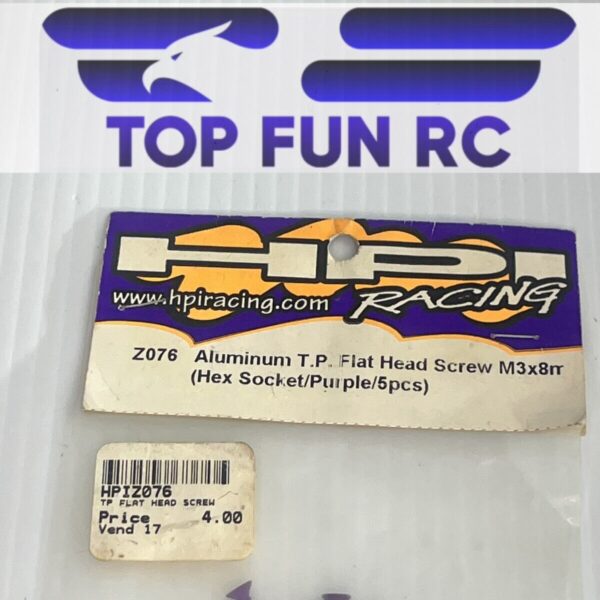 TOP FUN RC
HPI
RACING
www.hpiracing.com
Z076 Aluminum T.P. Flat Head Screw M3x8m
(Hex Socket/Purple/5pcs)
HPIZ076
TP FLAT HEAD SCREW
Price 4.00
Vend 17